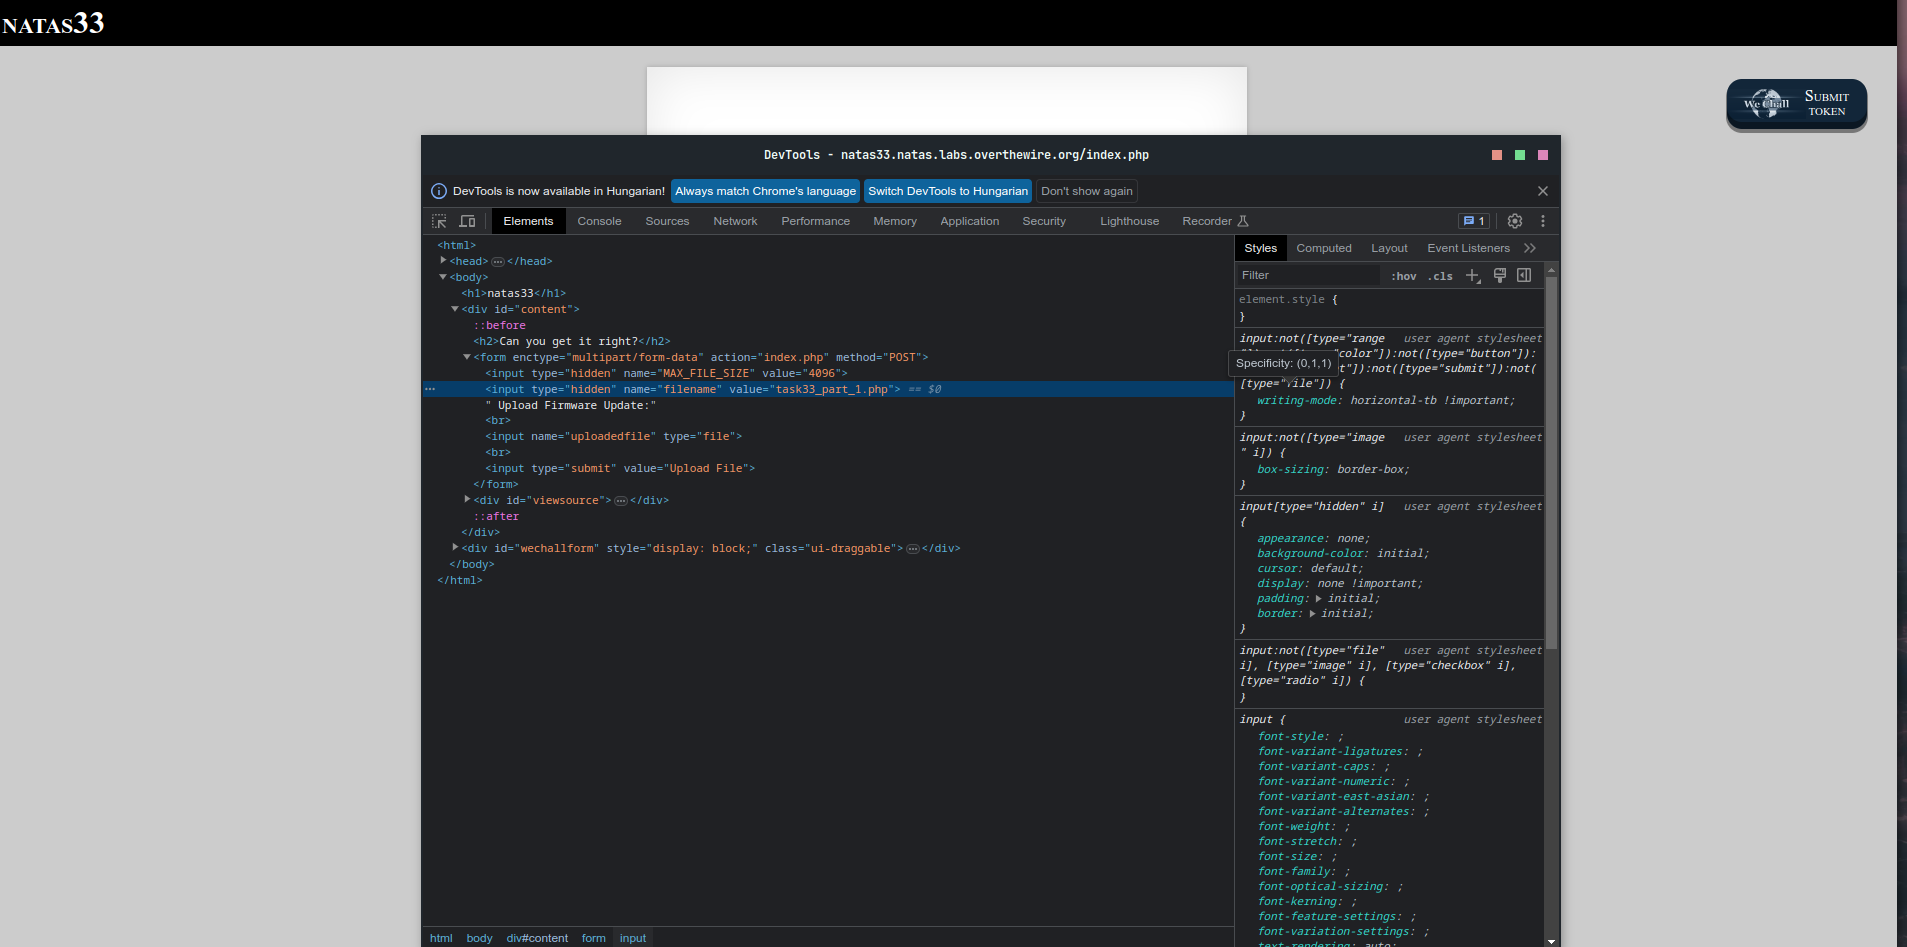 natas33
We Chall
Submit
token
DevTools - natas33.natas.labs.overthewire.org/index.php
DevTools is now available in Hungarian! Always match Chrome's language Switch DevTools to Hungarian Don't show again
Elements Console Sources Network Performance Memory Application Security Lighthouse Recorder 1
<html>
<head> </head>
<body>
<h1>natas33</h1>
<div id="content">
::before
<h2>Can you get it right?</h2>
<form enctype="multipart/form-data" action="index.php" method="POST">
<input type="hidden" name="MAX_FILE_SIZE" value="4096">
<input type="hidden" name="filename" value="task33_part_1.php"> == $0
" Upload Firmware Update:"
<br>
<input name="uploadedfile" type="file">
<br>
<input type="submit" value="Upload File">
</form>
<div id="viewsource"> </div>
::after
</div>
<div id="wechallform" style="display: block;" class="ui-draggable"> </div>
</body>
</html>
html body div#content form input
Styles Computed Layout Event Listeners
Filter :hov .cls
element.style {
}
input:not([type="range user agent stylesheet
color"]):not([type="button"]):
Specificity: (0,1,1)
t"]):not([type="submit"]):not(
[type="file"]) {
writing-mode: horizontal-tb !important;
}
input:not([type="image user agent stylesheet
" i]) {
box-sizing: border-box;
}
input[type="hidden" i] user agent stylesheet
{
appearance: none;
background-color: initial;
cursor: default;
display: none !important;
padding: initial;
border: initial;
}
input:not([type="file" user agent stylesheet
i], [type="image" i], [type="checkbox" i],
[type="radio" i]) {
}
input { user agent stylesheet
font-style: ;
font-variant-ligatures: ;
font-variant-caps: ;
font-variant-numeric: ;
font-variant-east-asian: ;
font-variant-alternates: ;
font-weight: ;
font-stretch: ;
font-size: ;
font-family: ;
font-optical-sizing: ;
font-kerning: ;
font-feature-settings: ;
font-variation-settings: ;
text-rendering: auto;